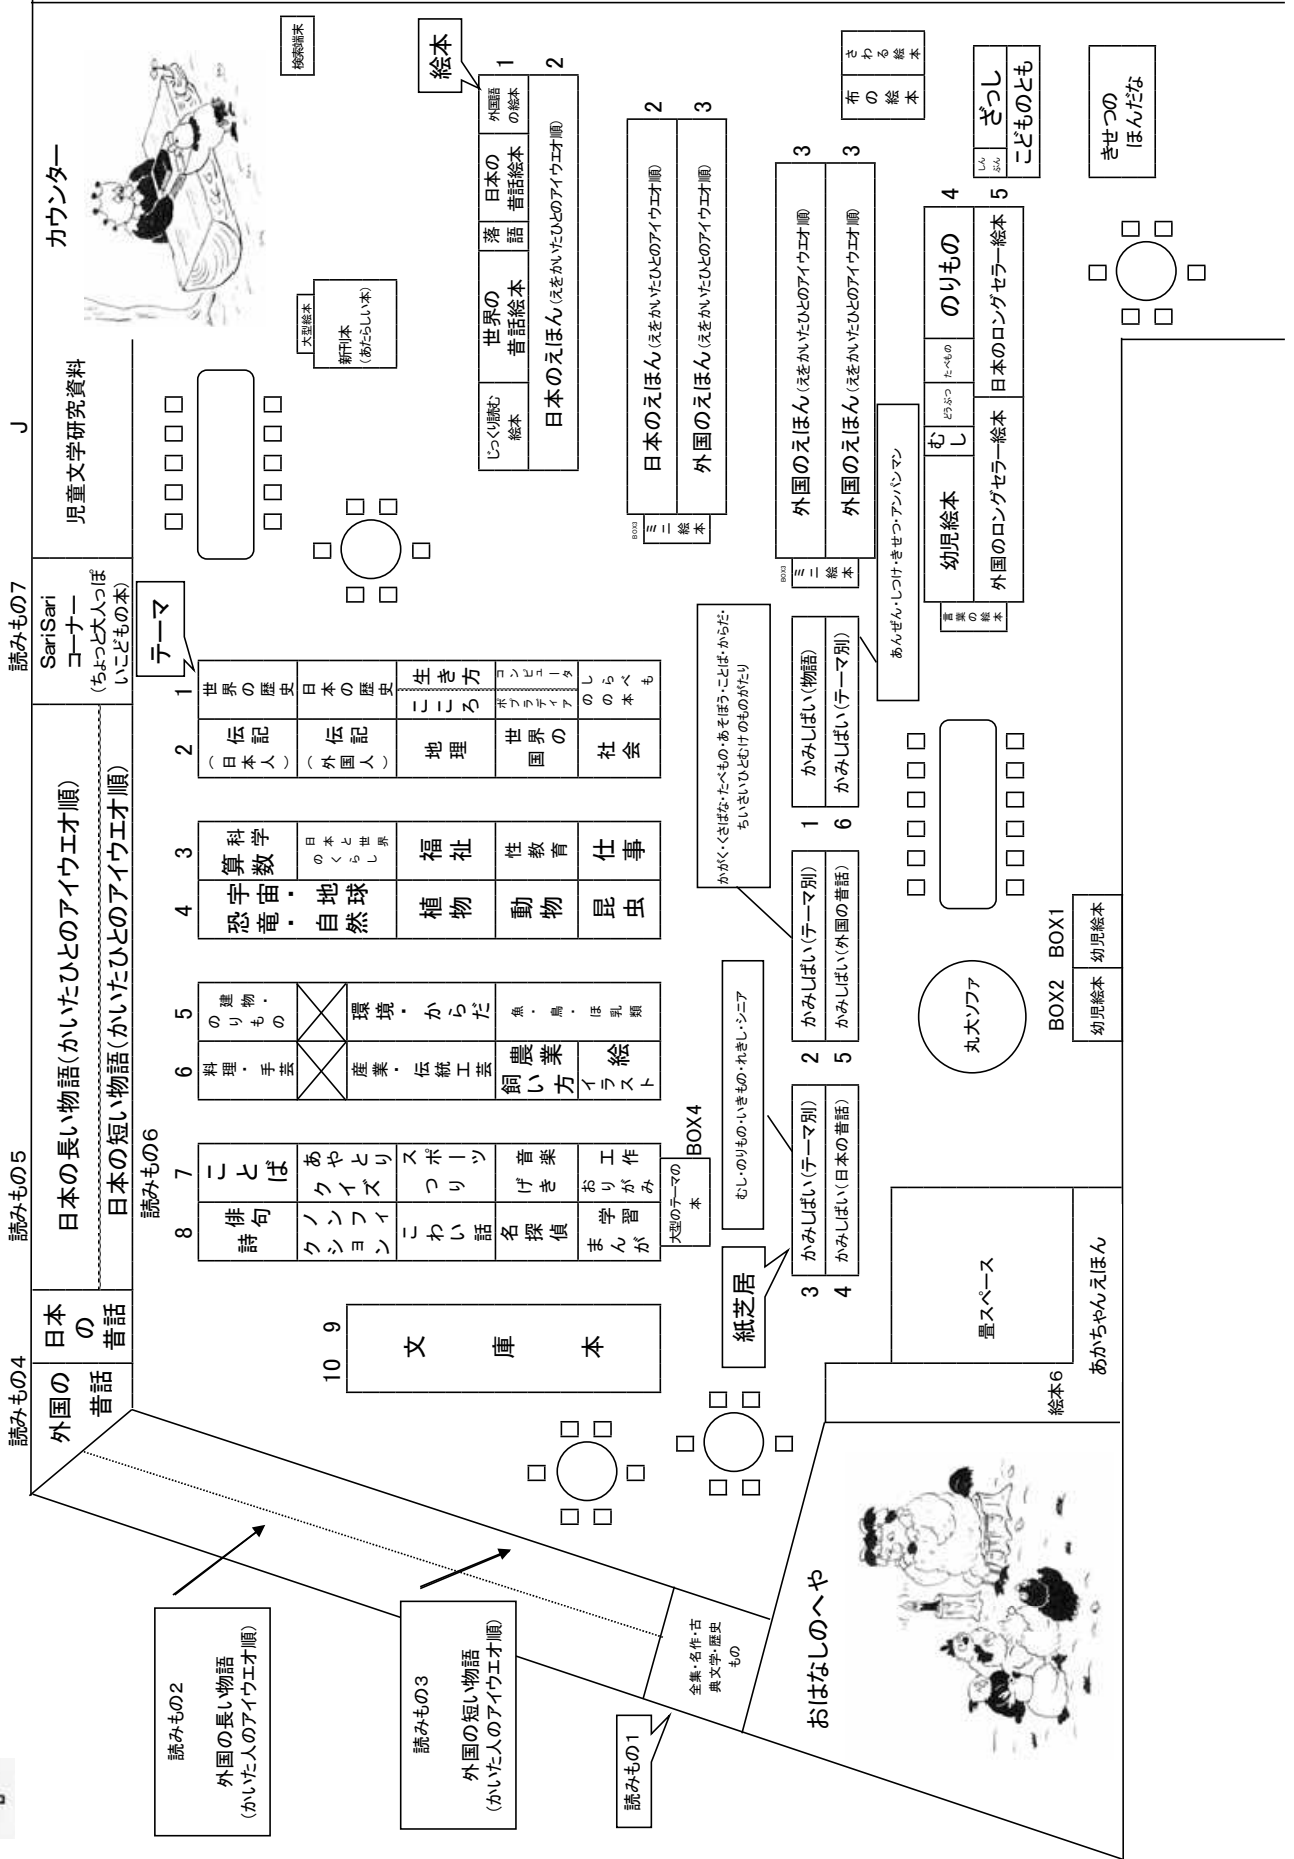 読みもの4
読みもの5
読みもの7
J
外国の
昔話
日本
の
昔話
日本の長い物語(かいたひとのアイウエオ順)
日本の短い物語(かいたひとのアイウエオ順)
読みもの6
SariSari
コーナー
(ちょっと大人っぽ
いこどもの本)
児童文学研究資料
カウンター
検索端末
大型絵本
新刊本
(あたらしい本)
テーマ
1
世界の歴史
日本の歴史
生き方
こころ
コンピュータ
ポプラディア
しらべも
のの本
2
伝記
(日本人)
伝記
(外国人)
地理
世界の
国
社会
3
科学
算数
日本と世界
のくらし
福祉
性教育
仕事
4
宇宙・地球
恐竜・自然
植物
動物
昆虫
5
建物・
のりもの
環境・からだ
魚・鳥・ほ乳類
6
料理・手芸
産業・伝統工芸
農業
飼い方
絵
イラスト
7
ことば
あやとり
クイズ
スポーツ
つり
音楽
げき
工作
おりがみ
8
俳句
詩
ノンフィ
クション
こわい話
名探偵
学習
まんが
BOX4
大型のテーマの
本
9
10
文庫本
読みもの2
外国の長い物語
(かいた人のアイウエオ順)
読みもの3
外国の短い物語
(かいた人のアイウエオ順)
読みもの1
全集・名作・古
典文学・歴史
もの
絵本
1
外国語
の絵本
日本の
昔話絵本
落語
世界の
昔話絵本
じっくり読む
絵本
2
日本のえほん(えをかいたひとのアイウエオ順)
2
日本のえほん(えをかいたひとのアイウエオ順)
3
外国のえほん(えをかいたひとのアイウエオ順)
BOX3
ミニ絵本
3
外国のえほん(えをかいたひとのアイウエオ順)
3
外国のえほん(えをかいたひとのアイウエオ順)
BOX3
ミニ絵本
さわる絵本
布の絵本
しんぶん
ざっし
こどものとも
きせつの
ほんだな
4
のりもの
たべもの
どうぶつ
むし
幼児絵本
5
日本のロングセラー絵本
外国のロングセラー絵本
言葉の絵本
あんぜん・しつけ・きせつ・アンパンマン
かがく・くさばな・たべもの・あそぼう・ことば・からだ・
ちいさいひとむけのものがたり
むし・のりもの・いきもの・れきし・シニア
紙芝居
1
かみしばい(物語)
6
かみしばい(テーマ別)
2
かみしばい(テーマ別)
5
かみしばい(外国の昔話)
3
かみしばい(テーマ別)
4
かみしばい(日本の昔話)
丸大ソファ
BOX1
幼児絵本
BOX2
幼児絵本
畳スペース
あかちゃんえほん
絵本6
おはなしのへや